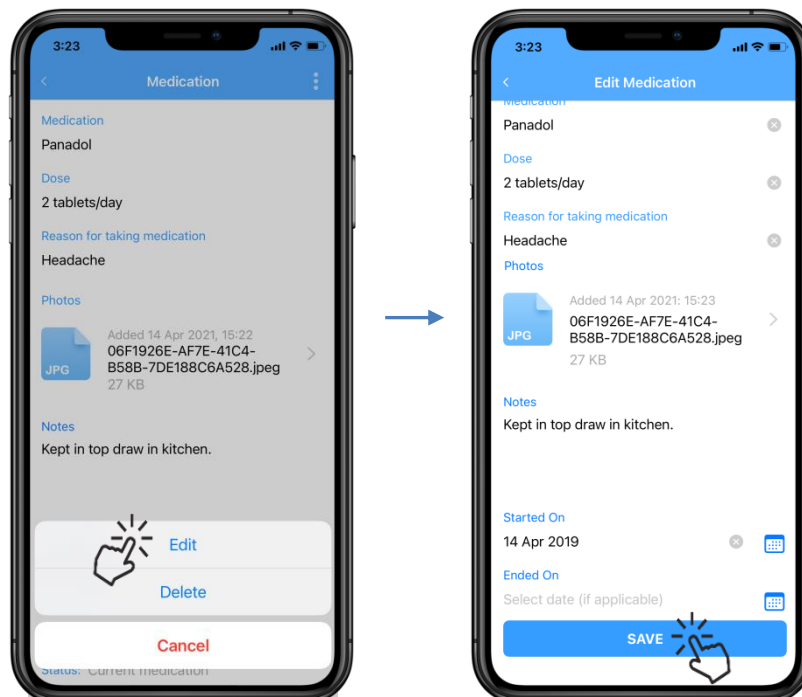 3:23
Medication
Medication
Panadol
Dose
2 tablets/day
Reason for taking medication
Headache
Photos
JPG
Added 14 Apr 2021, 15:22
06F1926E-AF7E-41C4-
B58B-7DE188C6A528.jpeg
27 KB
Notes
Kept in top draw in kitchen.
Edit
Delete
Cancel
Status: Current medication
3:23
Edit Medication
Medication
Panadol
Dose
2 tablets/day
Reason for taking medication
Headache
Photos
JPG
Added 14 Apr 2021: 15:23
06F1926E-AF7E-41C4-
B58B-7DE188C6A528.jpeg
27 KB
Notes
Kept in top draw in kitchen.
Started On
14 Apr 2019
Ended On
Select date (if applicable)
SAVE